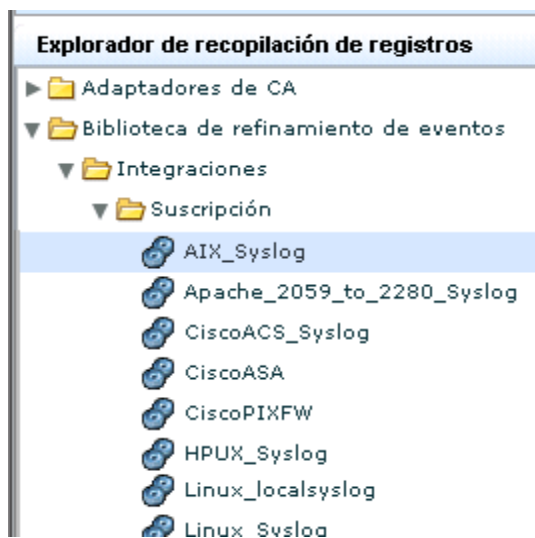 Explorador de recopilación de registros
Adaptadores de CA
Biblioteca de refinamiento de eventos
Integraciones
Suscripción
AIX_Syslog
Apache_2059_to_2280_Syslog
CiscoACS_Syslog
CiscoASA
CiscoPIXFW
HPUX_Syslog
Linux_localsyslog
Linux_Syslog